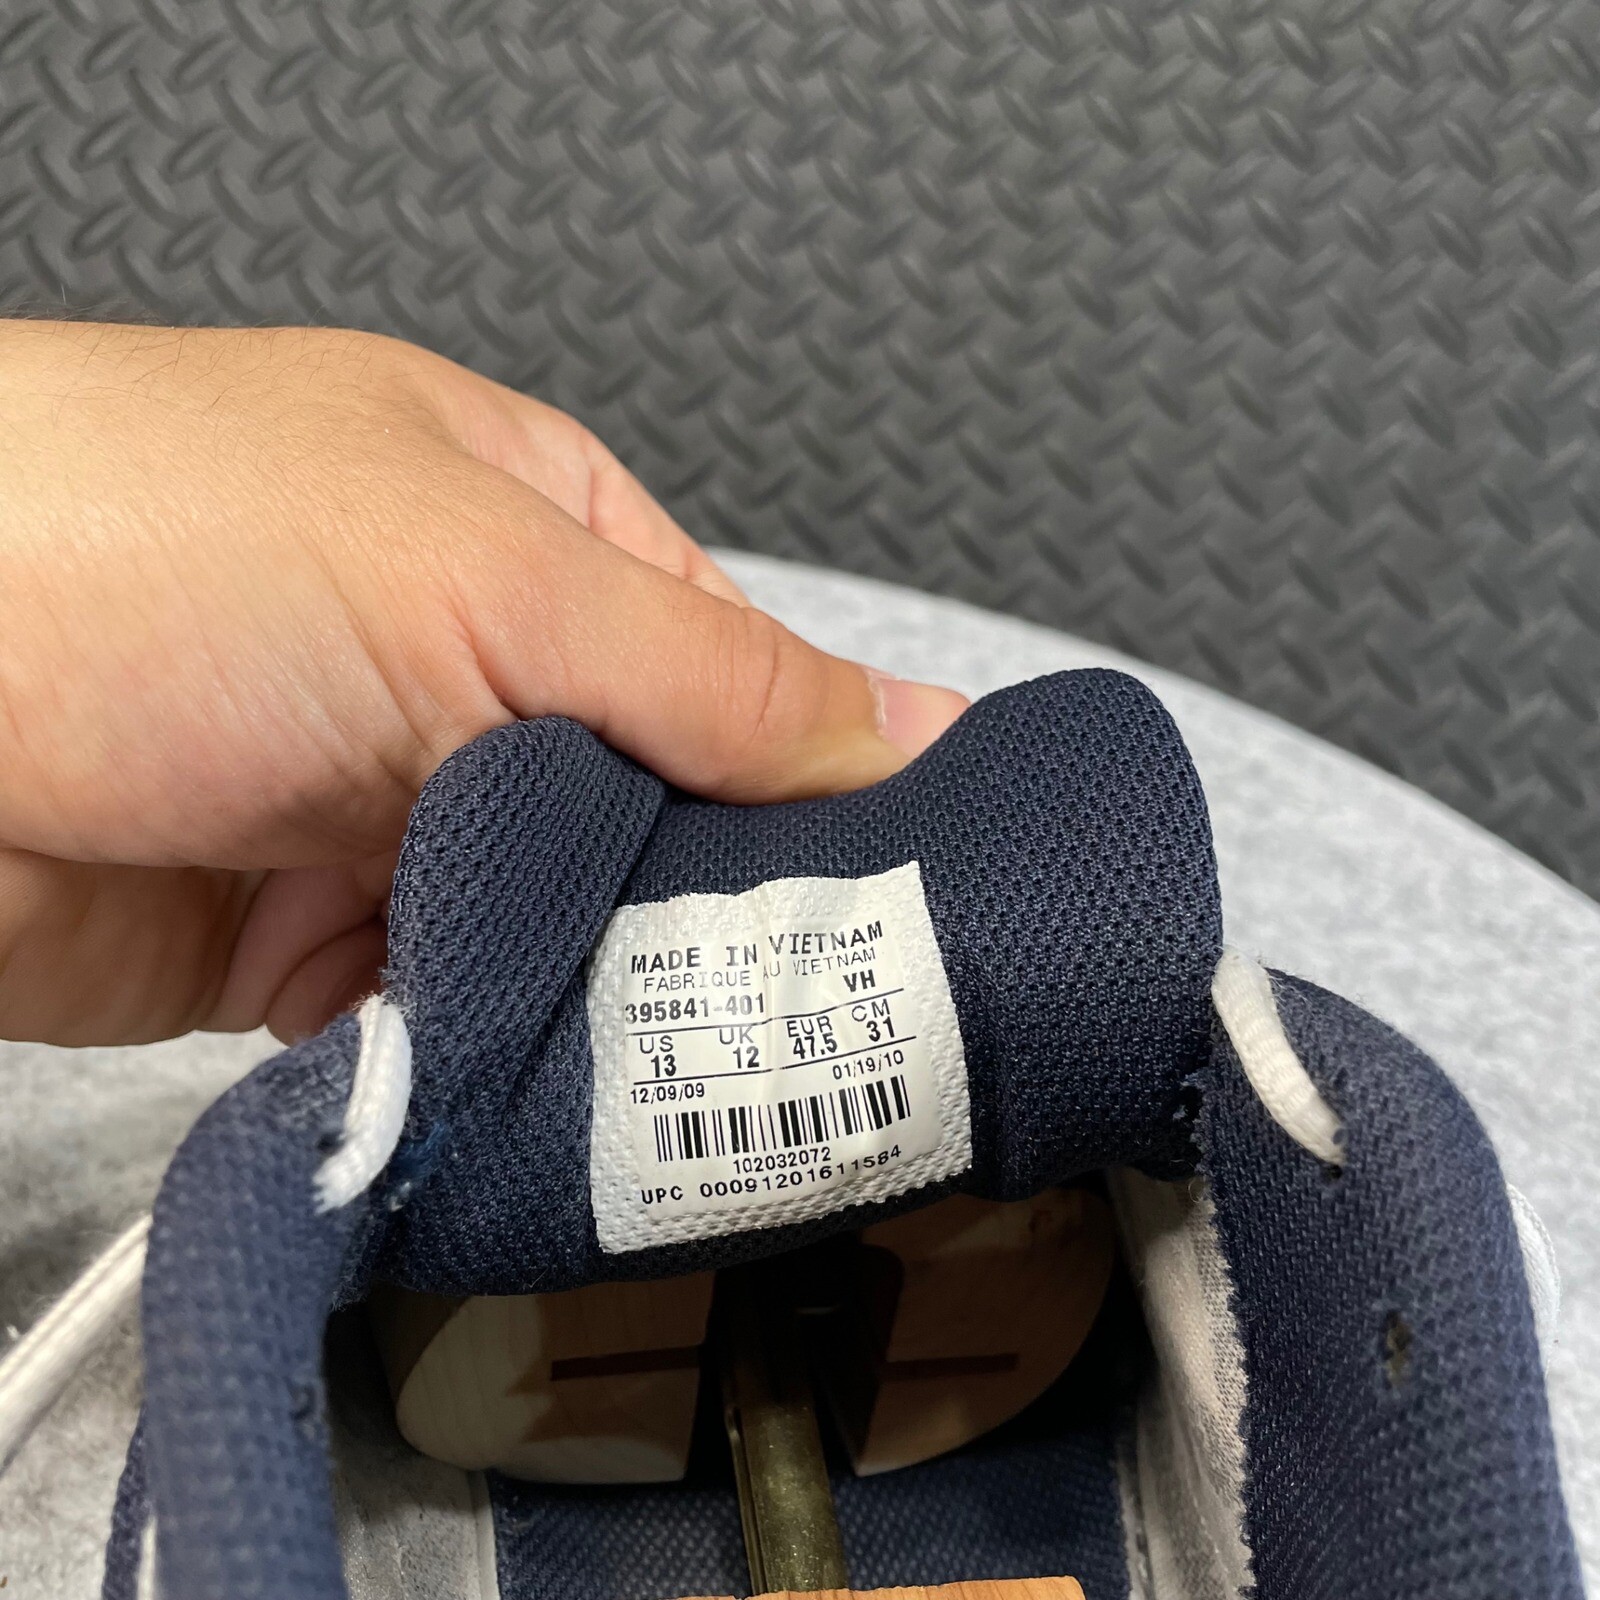 MADE IN VIETNAM
FABRIQUE AU VIETNAM
395841-401 VH
US UK EUR CM
13 12 47.5 31
12/09/09 01/19/10
102032072
UPC 00091201611584